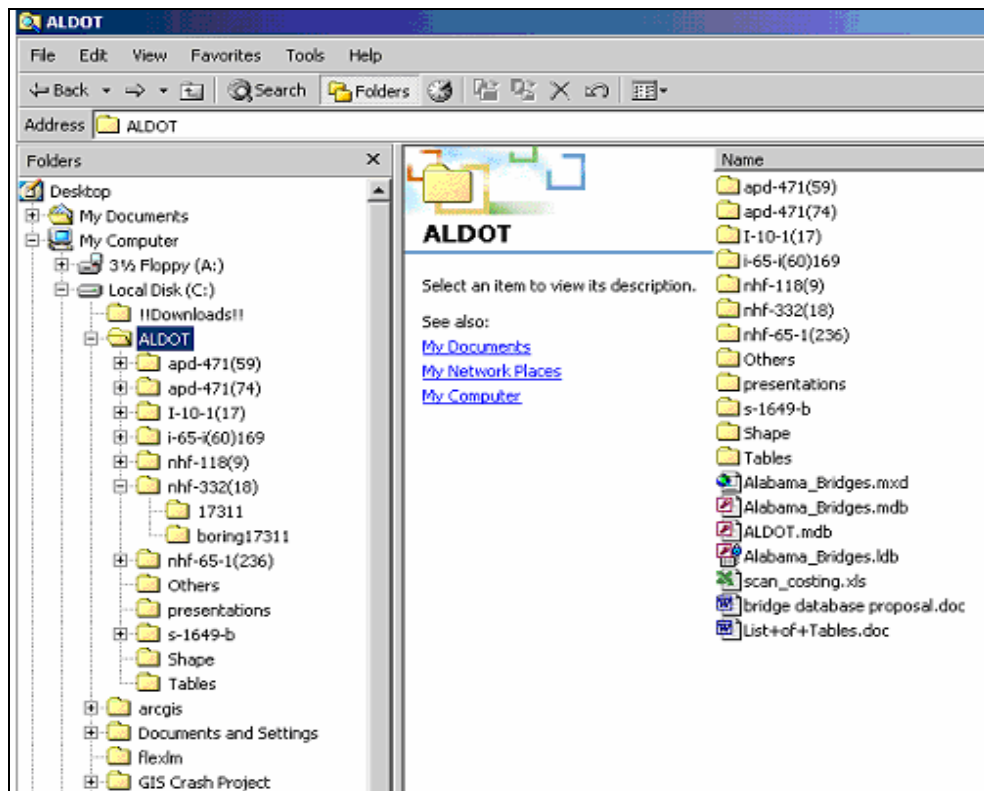 ALDOT
File Edit View Favorites Tools Help
Back Search Folders
Address ALDOT
Folders
Desktop
My Documents
My Computer
3½ Floppy (A:)
Local Disk (C:)
!!Downloads!!
ALDOT
apd-471(59)
apd-471(74)
I-10-1(17)
i-65-i(60)169
nhf-118(9)
nhf-332(18)
17311
boring17311
nhf-65-1(236)
Others
presentations
s-1649-b
Shape
Tables
arcgis
Documents and Settings
flexlm
GIS Crash Project
ALDOT
Select an item to view its description.
See also:
My Documents
My Network Places
My Computer
Name
apd-471(59)
apd-471(74)
I-10-1(17)
i-65-i(60)169
nhf-118(9)
nhf-332(18)
nhf-65-1(236)
Others
presentations
s-1649-b
Shape
Tables
Alabama_Bridges.mxd
Alabama_Bridges.mdb
ALDOT.mdb
Alabama_Bridges.ldb
scan_costing.xls
bridge database proposal.doc
List+of+Tables.doc